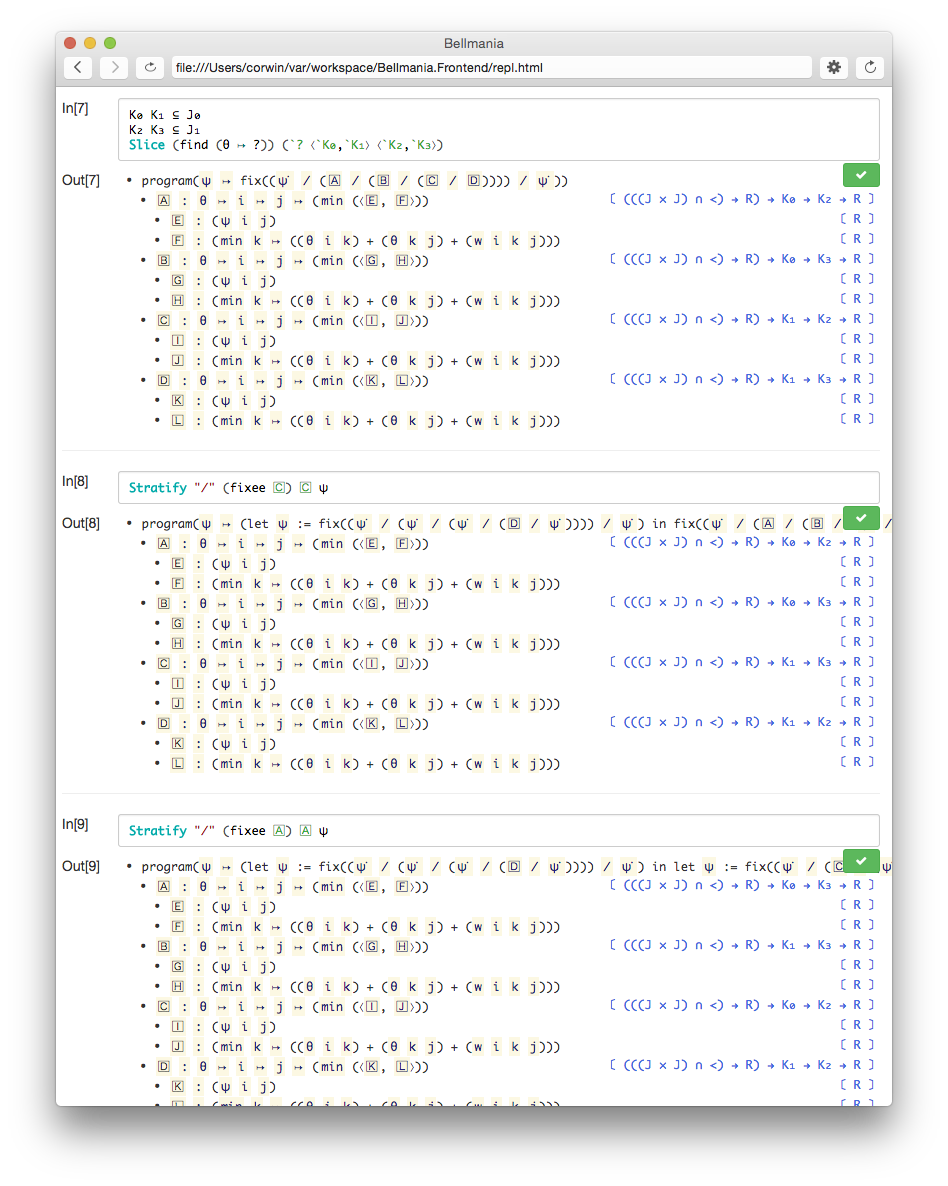 Bellmania
file:///Users/corwin/var/workspace/Bellmania.Frontend/repl.html
In[7]
K₀ K₁ ⊆ J₀
K₂ K₃ ⊆ J₁
Slice (find (θ ↦ ?)) (`? ⟨`K₀,`K₁⟩ ⟨`K₂,`K₃⟩)
Out[7]
• program(ψ ↦ fix((ψ˙ / (🄰 / (🄱 / (🄲 / 🄳)))) / ψ˙))
• 🄰 : θ ↦ i ↦ j ↦ (min (⟨🄴, 🄵⟩)) 〔 (((J × J) ∩ <) → R) → K₀ → K₂ → R 〕
• 🄴 : (ψ i j) 〔 R 〕
• 🄵 : (min k ↦ ((θ i k) + (θ k j) + (w i k j))) 〔 R 〕
• 🄱 : θ ↦ i ↦ j ↦ (min (⟨🄶, 🄷⟩)) 〔 (((J × J) ∩ <) → R) → K₀ → K₃ → R 〕
• 🄶 : (ψ i j) 〔 R 〕
• 🄷 : (min k ↦ ((θ i k) + (θ k j) + (w i k j))) 〔 R 〕
• 🄲 : θ ↦ i ↦ j ↦ (min (⟨🄸, 🄹⟩)) 〔 (((J × J) ∩ <) → R) → K₁ → K₂ → R 〕
• 🄸 : (ψ i j) 〔 R 〕
• 🄹 : (min k ↦ ((θ i k) + (θ k j) + (w i k j))) 〔 R 〕
• 🄳 : θ ↦ i ↦ j ↦ (min (⟨🄺, 🄻⟩)) 〔 (((J × J) ∩ <) → R) → K₁ → K₃ → R 〕
• 🄺 : (ψ i j) 〔 R 〕
• 🄻 : (min k ↦ ((θ i k) + (θ k j) + (w i k j))) 〔 R 〕
In[8]
Stratify "/" (fixee 🄲) 🄲 ψ
Out[8]
• program(ψ ↦ (let ψ := fix((ψ˙ / (ψ˙ / (ψ˙ / (🄳 / ψ˙)))) / ψ˙) in fix((ψ˙ / (🄰 / (🄱 / /
• 🄰 : θ ↦ i ↦ j ↦ (min (⟨🄴, 🄵⟩)) 〔 (((J × J) ∩ <) → R) → K₀ → K₂ → R 〕
• 🄴 : (ψ i j) 〔 R 〕
• 🄵 : (min k ↦ ((θ i k) + (θ k j) + (w i k j))) 〔 R 〕
• 🄱 : θ ↦ i ↦ j ↦ (min (⟨🄶, 🄷⟩)) 〔 (((J × J) ∩ <) → R) → K₀ → K₃ → R 〕
• 🄶 : (ψ i j) 〔 R 〕
• 🄷 : (min k ↦ ((θ i k) + (θ k j) + (w i k j))) 〔 R 〕
• 🄲 : θ ↦ i ↦ j ↦ (min (⟨🄸, 🄹⟩)) 〔 (((J × J) ∩ <) → R) → K₁ → K₃ → R 〕
• 🄸 : (ψ i j) 〔 R 〕
• 🄹 : (min k ↦ ((θ i k) + (θ k j) + (w i k j))) 〔 R 〕
• 🄳 : θ ↦ i ↦ j ↦ (min (⟨🄺, 🄻⟩)) 〔 (((J × J) ∩ <) → R) → K₁ → K₂ → R 〕
• 🄺 : (ψ i j) 〔 R 〕
• 🄻 : (min k ↦ ((θ i k) + (θ k j) + (w i k j))) 〔 R 〕
In[9]
Stratify "/" (fixee 🄰) 🄰 ψ
Out[9]
• program(ψ ↦ (let ψ := fix((ψ˙ / (ψ˙ / (ψ˙ / (🄳 / ψ˙)))) / ψ˙) in let ψ := fix((ψ˙ / (🄲 ψ
• 🄰 : θ ↦ i ↦ j ↦ (min (⟨🄴, 🄵⟩)) 〔 (((J × J) ∩ <) → R) → K₀ → K₃ → R 〕
• 🄴 : (ψ i j) 〔 R 〕
• 🄵 : (min k ↦ ((θ i k) + (θ k j) + (w i k j))) 〔 R 〕
• 🄱 : θ ↦ i ↦ j ↦ (min (⟨🄶, 🄷⟩)) 〔 (((J × J) ∩ <) → R) → K₁ → K₃ → R 〕
• 🄶 : (ψ i j) 〔 R 〕
• 🄷 : (min k ↦ ((θ i k) + (θ k j) + (w i k j))) 〔 R 〕
• 🄲 : θ ↦ i ↦ j ↦ (min (⟨🄸, 🄹⟩)) 〔 (((J × J) ∩ <) → R) → K₀ → K₂ → R 〕
• 🄸 : (ψ i j) 〔 R 〕
• 🄹 : (min k ↦ ((θ i k) + (θ k j) + (w i k j))) 〔 R 〕
• 🄳 : θ ↦ i ↦ j ↦ (min (⟨🄺, 🄻⟩)) 〔 (((J × J) ∩ <) → R) → K₁ → K₂ → R 〕
• 🄺 : (ψ i j) 〔 R 〕